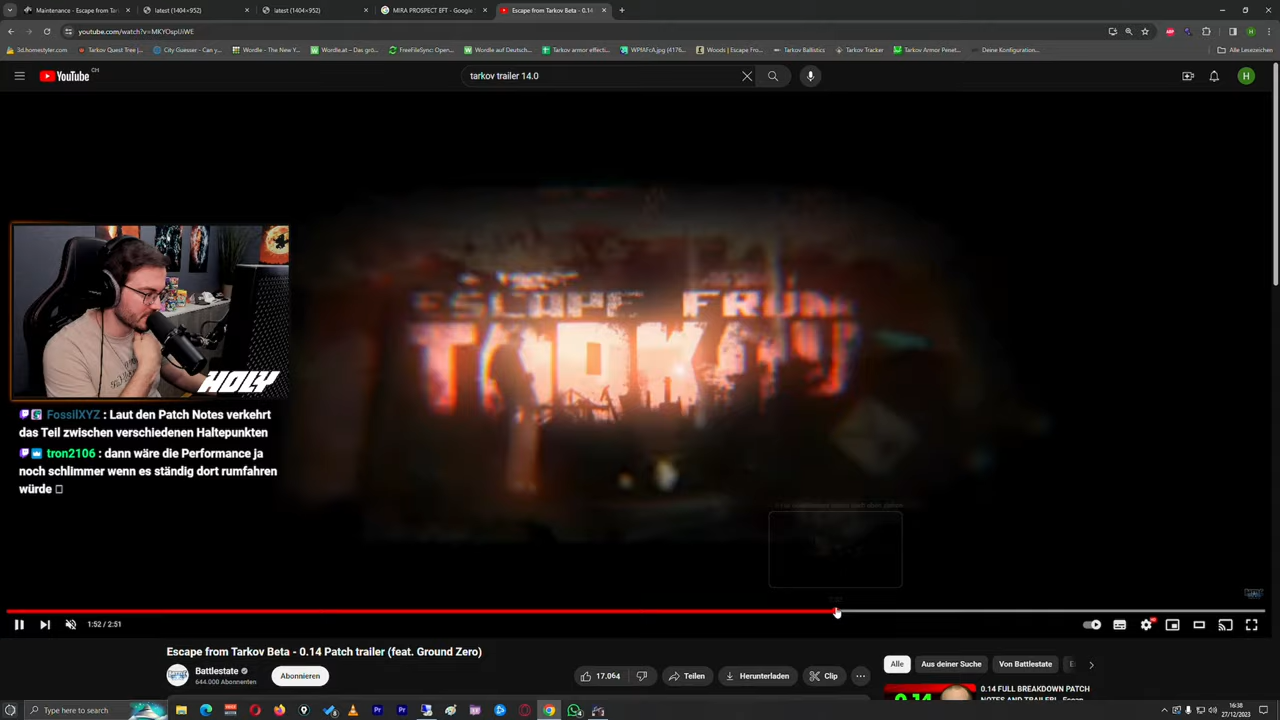 Maintenance - Escape from Tar
latest (1404×952)
latest (1404×952)
MIRA PROSPECT EFT - Google
Escape from Tarkov Beta - 0.14
youtube.com/watch?v=MKYOspIJiWE
3d.homestyler.com
Tarkov Quest Tree |...
City Guesser - Can y...
Wordle - The New Y...
Wordle.at – Das grö...
FreeFileSync: Open...
Wordle auf Deutsch...
Tarkov armor effecti...
WPfAFcA.jpg (4176...
Woods | Escape Fro...
Tarkov Ballistics
Tarkov Tracker
Tarkov Armor Penet...
Deine Konfiguration...
Alle Lesezeichen
YouTube CH
tarkov trailer 14.0
H
ESCAPE FROM
TARKOV
HOLY
FossilXYZ : Laut den Patch Notes verkehrt
das Teil zwischen verschiedenen Haltepunkten
tron2106 : dann wäre die Performance ja
noch schlimmer wenn es ständig dort rumfahren
würde
1:52 / 2:51
Escape from Tarkov Beta - 0.14 Patch trailer (feat. Ground Zero)
Battlestate
644.000 Abonnenten
Abonnieren
17.064
Teilen
Herunterladen
Clip
Alle
Aus deiner Suche
Von Battlestate
0.14 FULL BREAKDOWN PATCH
NOTES AND TRAILER! Escap
0.14
Type here to search
16:38
27/12/2023